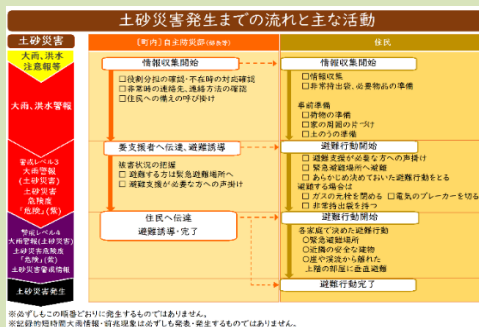 土砂災害発生までの流れと主な活動
土砂災害
【町内】自主防災部(組長等)
住民
大雨、洪水
注意報等
情報収集開始
□役割分担の確認・不在時の対応確認
□非常時の連絡先、連絡方法の確認
□住民への備えの呼び掛け
情報収集開始
□情報収集
□非常持出袋、必要物品の準備
大雨、洪水警報
事前準備
□荷物の準備
□家の周囲の片づけ
□土のうの準備
警戒レベル3
大雨警報
(土砂災害)
土砂災害
危険度
「危険」(紫)
要支援者へ伝達、避難誘導
被害状況の把握
□ 避難する方は緊急避難場所へ
□ 避難支援が必要な方への声掛け
避難行動開始
□ 避難支援が必要な方への声掛け
□ 緊急避難場所へ避難
□ あらかじめ決めておいた避難行動をとる
避難する場合は
□ ガスの元栓を閉める □電気のブレーカーを切る
□ 非常持出袋を持つ
警戒レベル4
大雨警報(土砂災害)
土砂災害危険度
「危険」(紫)
土砂災害警戒情報
住民へ伝達
避難誘導・完了
避難行動開始
各家庭で決めた避難行動
○緊急避難場所
○近隣の安全な建物
○崖や渓流から離れた
上階の部屋に垂直避難
土砂災害発生
避難行動完了
※必ずしもこの順番どおりに発生するものではありません。
※記録的短時間大雨情報・前兆現象は必ずしも発表・発生するものではありません。